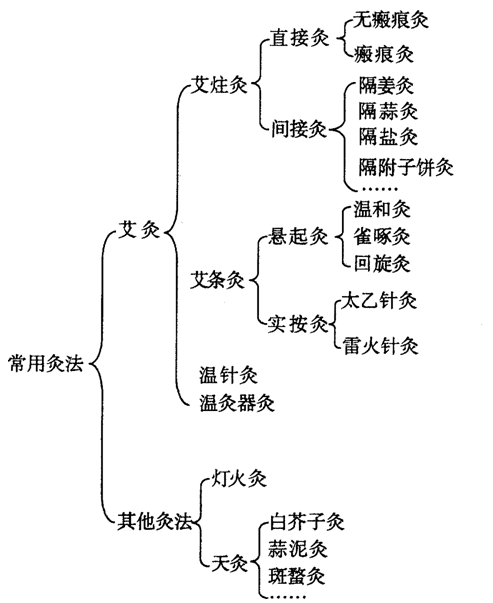 常用灸法
艾灸
艾炷灸
直接灸
无瘢痕灸
瘢痕灸
间接灸
隔姜灸
隔蒜灸
隔盐灸
隔附子饼灸
……
艾条灸
悬起灸
温和灸
雀啄灸
回旋灸
实按灸
太乙针灸
雷火针灸
温针灸
温灸器灸
其他灸法
灯火灸
天灸
白芥子灸
蒜泥灸
斑蝥灸
……